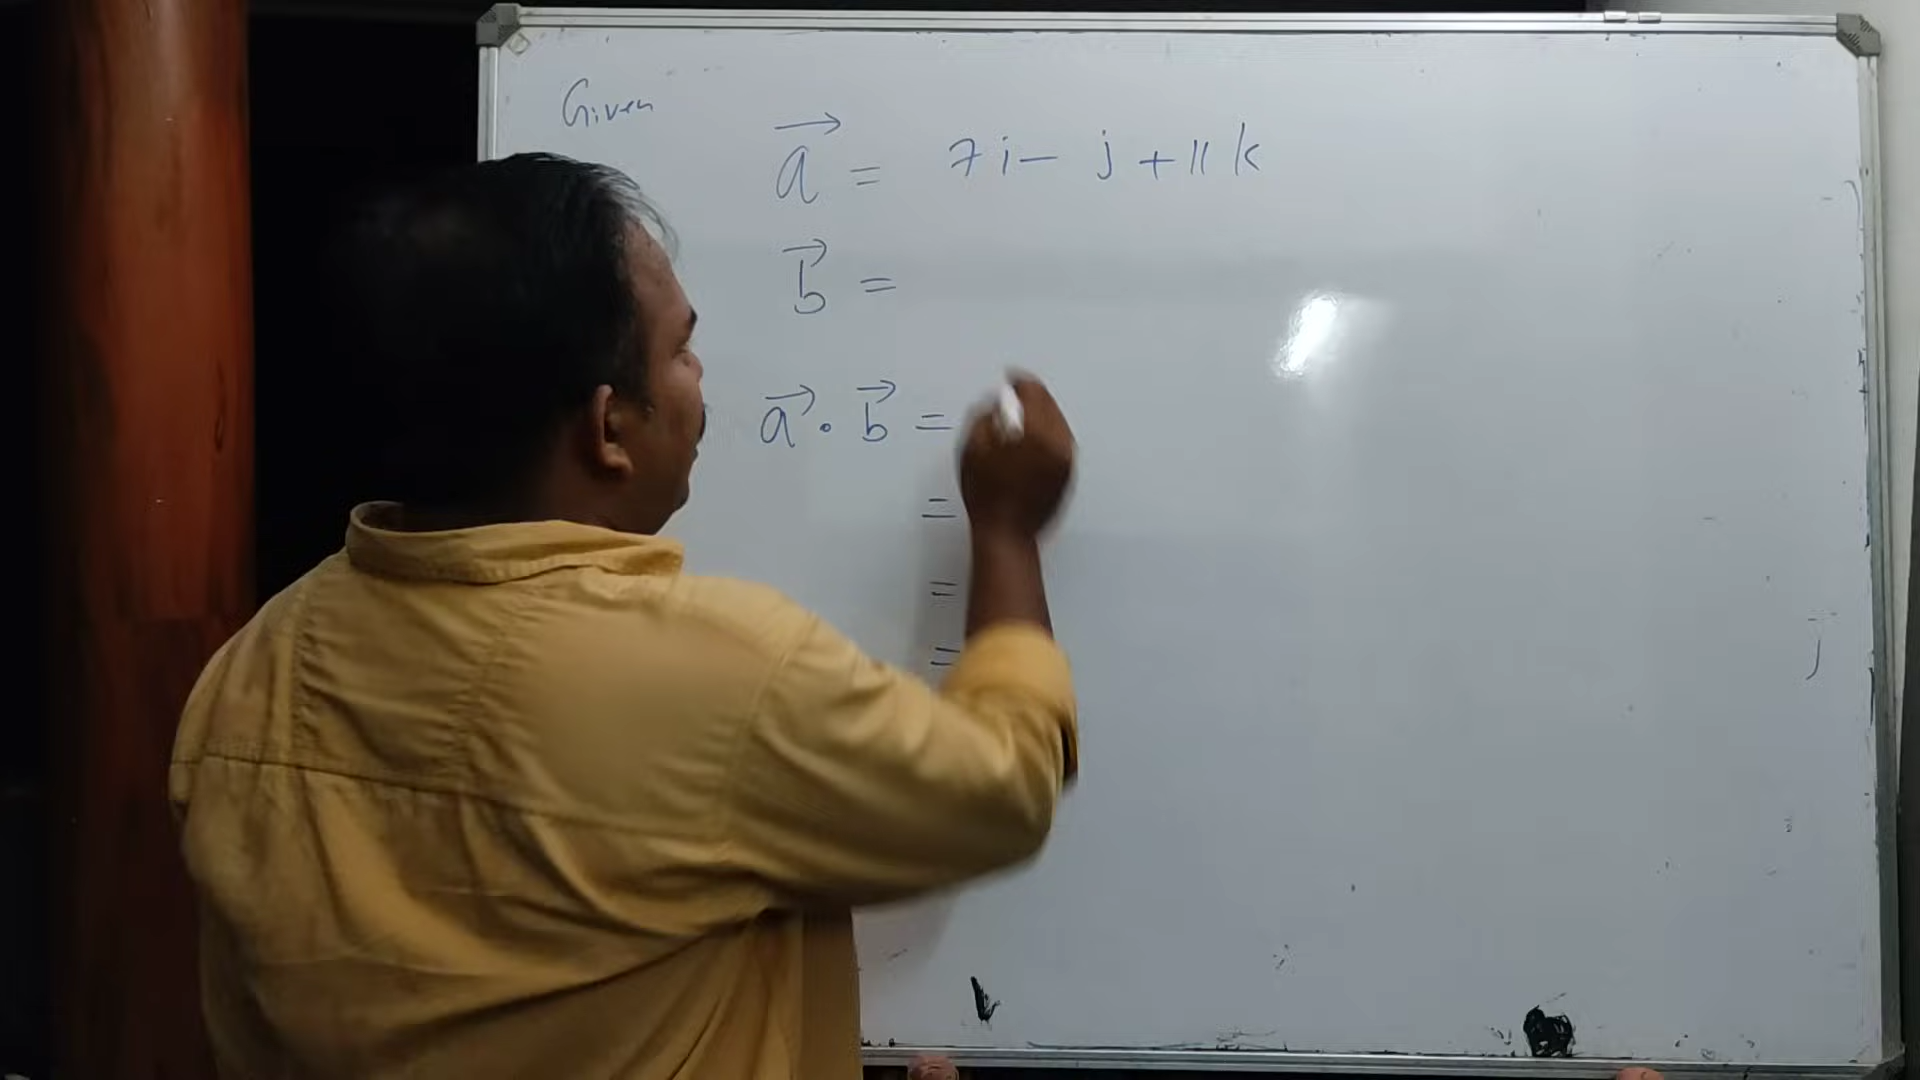 Given
a⃗ = 7i - j + 11k
b⃗ =
a⃗ · b⃗ =
=
=
=